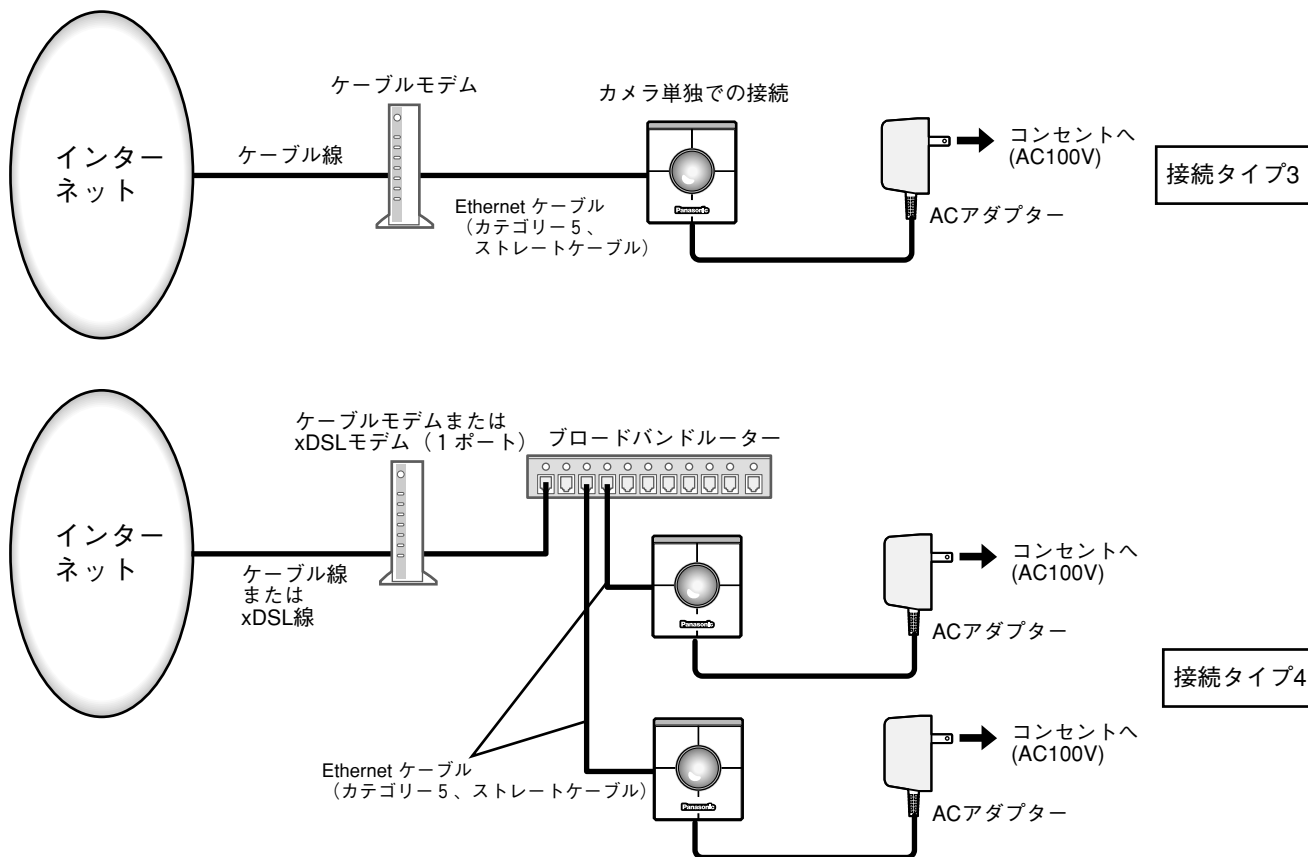 ケーブルモデム
カメラ単独での接続
インター
ネット
ケーブル線
Ethernet ケーブル
（カテゴリー５、
ストレートケーブル）
Panasonic
コンセントへ
(AC100V)
ACアダプター
接続タイプ3
ケーブルモデムまたは
xDSLモデム（１ポート）
ブロードバンドルーター
インター
ネット
ケーブル線
または
xDSL線
Panasonic
コンセントへ
(AC100V)
ACアダプター
接続タイプ4
Ethernet ケーブル
（カテゴリー５、ストレートケーブル）
Panasonic
コンセントへ
(AC100V)
ACアダプター